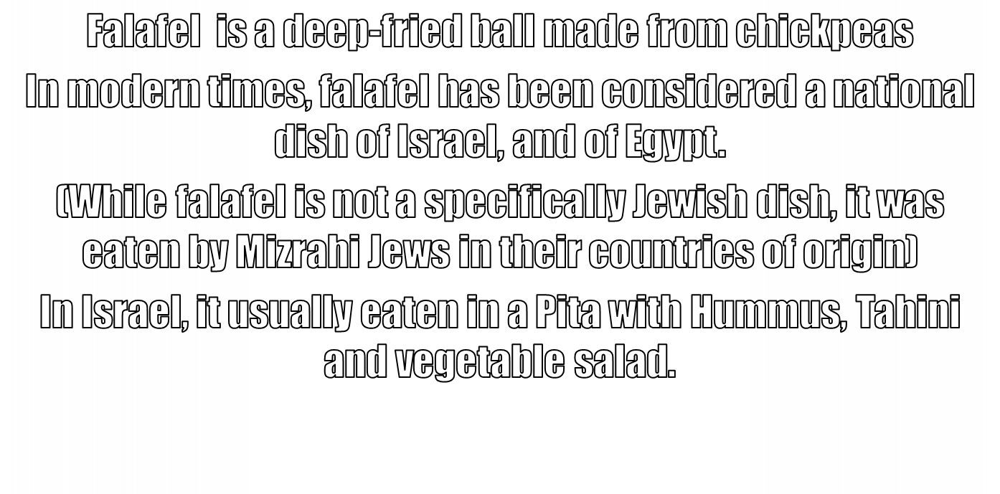 Falafel  is a deep-fried ball made from chickpeas
In modern times, falafel has been considered a national
dish of Israel, and of Egypt.
(While falafel is not a specifically Jewish dish, it was
eaten by Mizrahi Jews in their countries of origin)
In Israel, it usually eaten in a Pita with Hummus, Tahini
and vegetable salad.